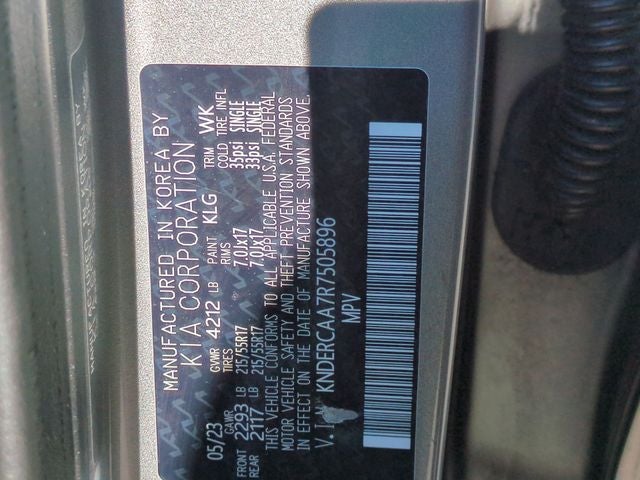 MANUFACTURED IN KOREA BY
KIA CORPORATION
05/23 GVWR 4212 LB PAINT KLG TRIM WK
GAWR TIRES RIMS COLD TIRE INFL
FRONT 2293 LB 215/55R17 7.0Jx17 35psi SINGLE
REAR 2117 LB 215/55R17 7.0Jx17 33psi SINGLE
THIS VEHICLE CONFORMS TO ALL APPLICABLE U.S.A. FEDERAL
MOTOR VEHICLE SAFETY AND THEFT PREVENTION STANDARDS
IN EFFECT ON THE DATE OF MANUFACTURE SHOWN ABOVE.
V.I.N KNDERCAA7R7505896
MPV